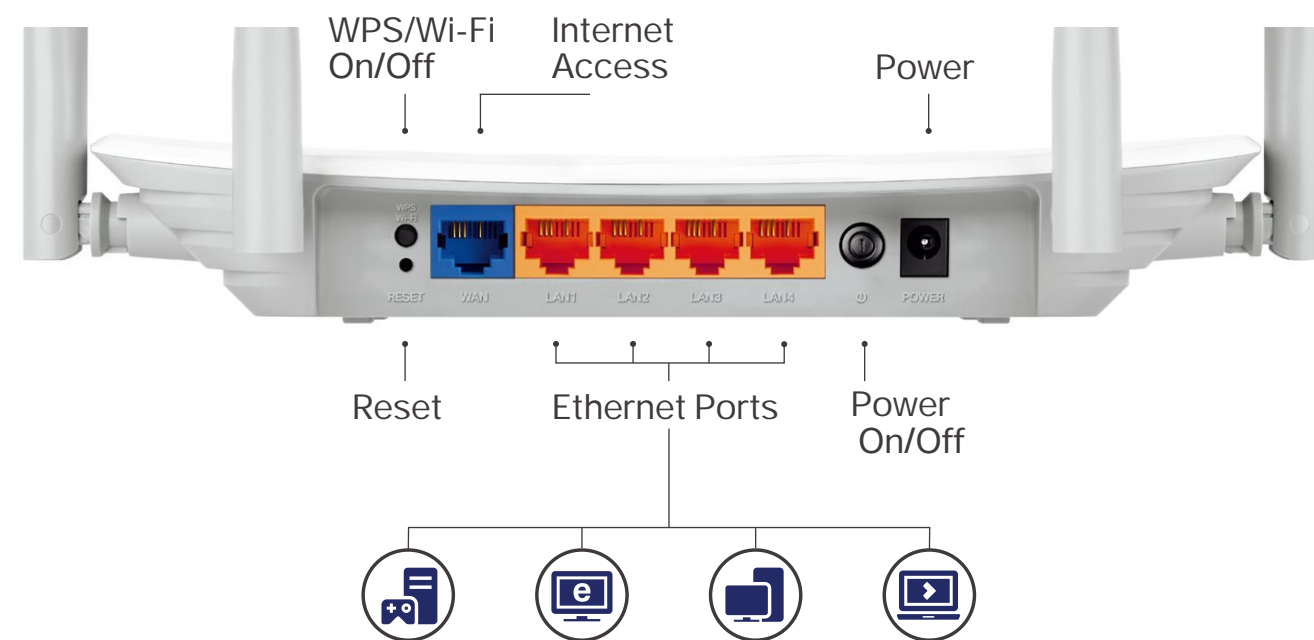 WPS/Wi-Fi
On/Off
Internet
Access
Power
WPS
Wi-Fi
RESET
WAN
LAN1
LAN2
LAN3
LAN4
POWER
Reset
Ethernet Ports
Power
On/Off
e